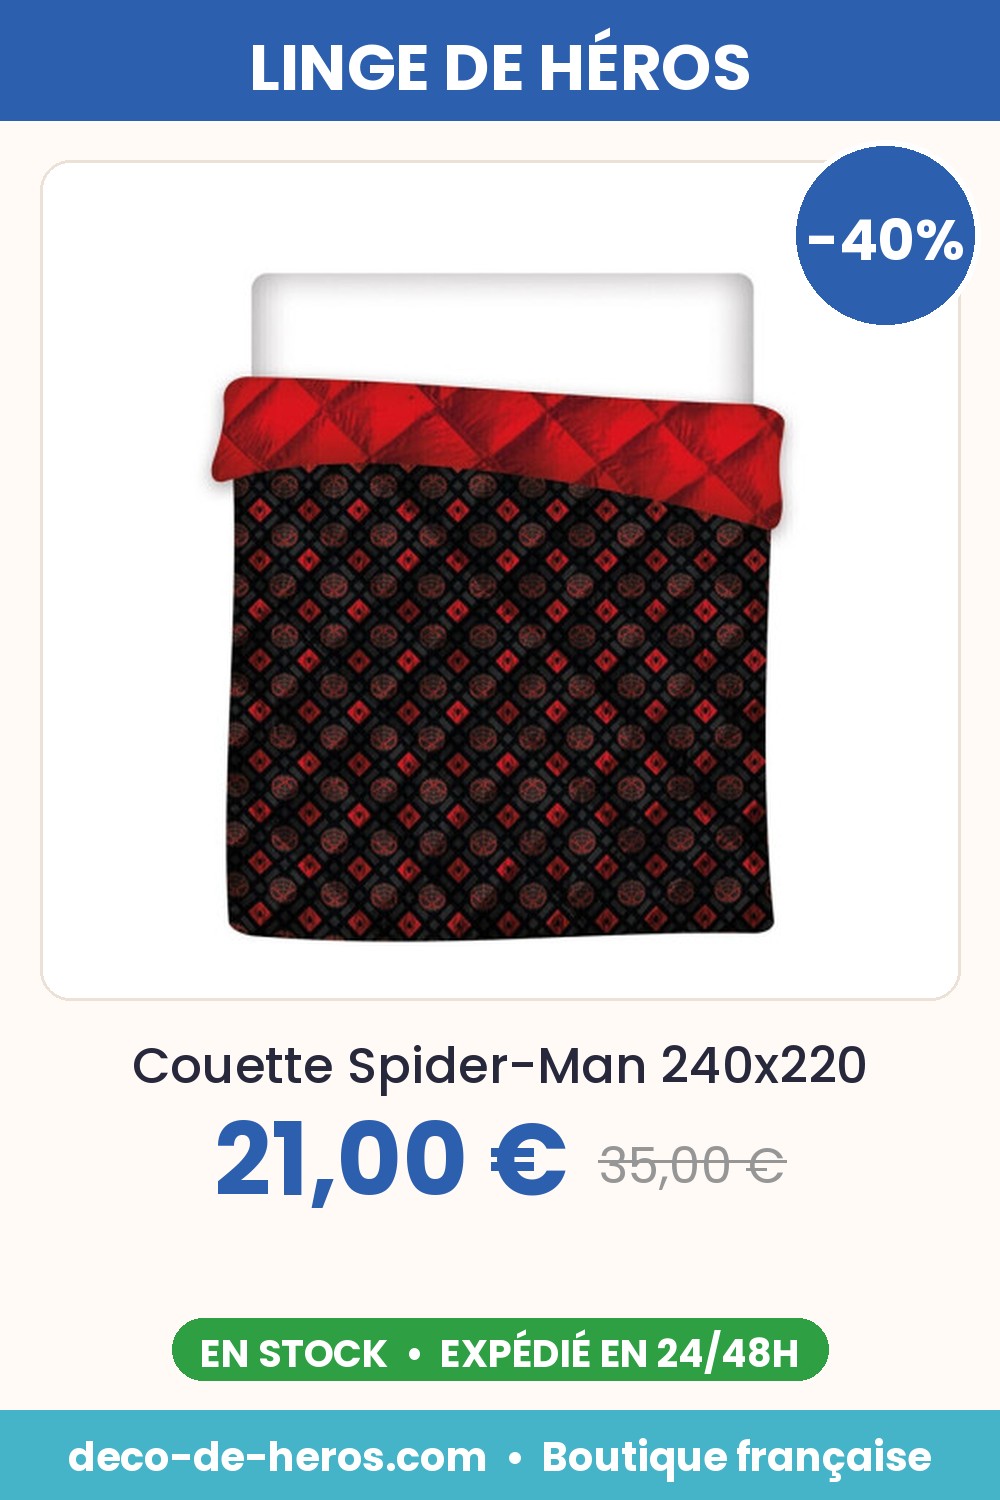 LINGE DE HÉROS
-40%
Couette Spider-Man 240x220
21,00 € 35,00 €
EN STOCK • EXPÉDIÉ EN 24/48H
deco-de-heros.com • Boutique française